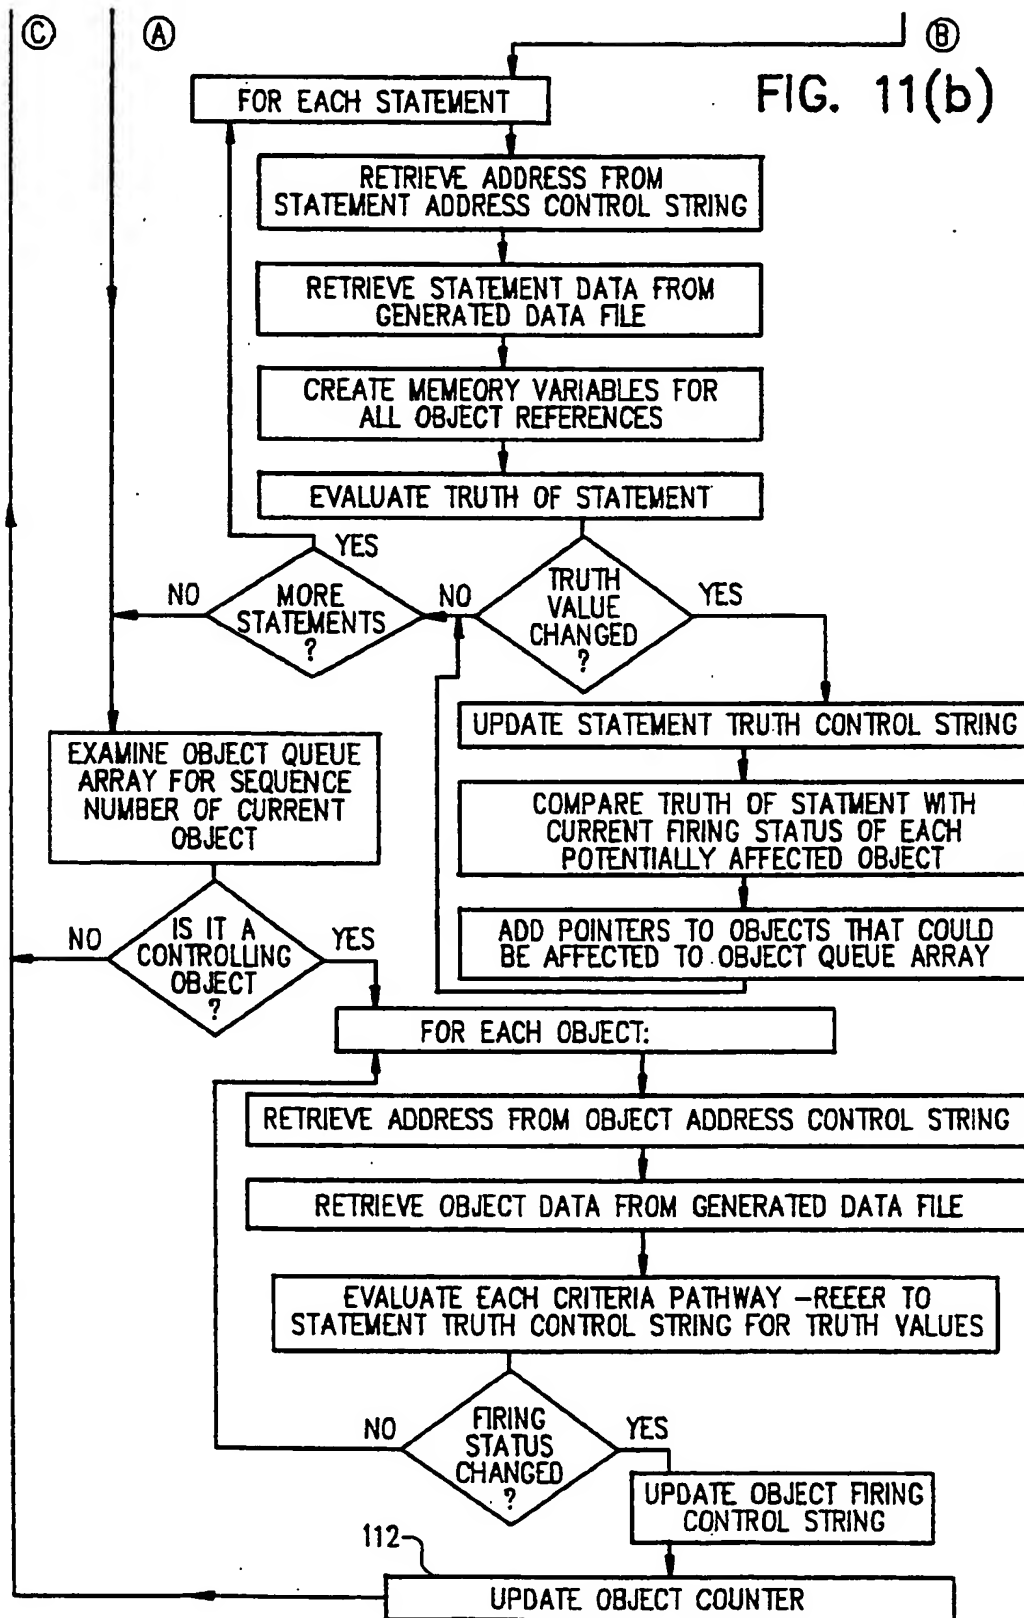 C
A
B
FIG. 11(b)
FOR EACH STATEMENT
RETRIEVE ADDRESS FROM
STATEMENT ADDRESS CONTROL STRING
RETRIEVE STATEMENT DATA FROM
GENERATED DATA FILE
CREATE MEMEORY VARIABLES FOR
ALL OBJECT REFERENCES
EVALUATE TRUTH OF STATEMENT
YES
NO
MORE
STATEMENTS
?
NO
TRUTH
VALUE
CHANGED
?
YES
UPDATE STATEMENT TRUTH CONTROL STRING
EXAMINE OBJECT QUEUE
ARRAY FOR SEQUENCE
NUMBER OF CURRENT
OBJECT
COMPARE TRUTH OF STATMENT WITH
CURRENT FIRING STATUS OF EACH
POTENTIALLY AFFECTED OBJECT
ADD POINTERS TO OBJECTS THAT COULD
BE AFFECTED TO OBJECT QUEUE ARRAY
NO
IS IT A
CONTROLLING
OBJECT
?
YES
FOR EACH OBJECT:
RETRIEVE ADDRESS FROM OBJECT ADDRESS CONTROL STRING
RETRIEVE OBJECT DATA FROM GENERATED DATA FILE
EVALUATE EACH CRITERIA PATHWAY -REEER TO
STATEMENT TRUTH CONTROL STRING FOR TRUTH VALUES
NO
FIRING
STATUS
CHANGED
?
YES
UPDATE OBJECT FIRING
CONTROL STRING
112
UPDATE OBJECT COUNTER